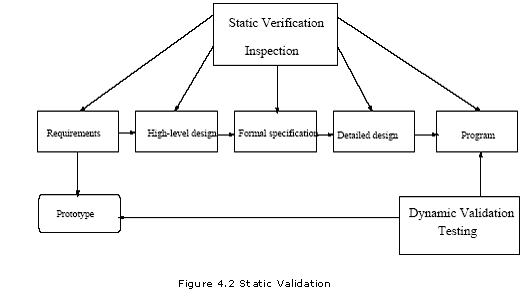 Static Verification
Inspection
Requirements
High-level design
Formal specification
Detailed design
Program
Prototype
Dynamic Validation
Testing
Figure 4.2 Static Validation